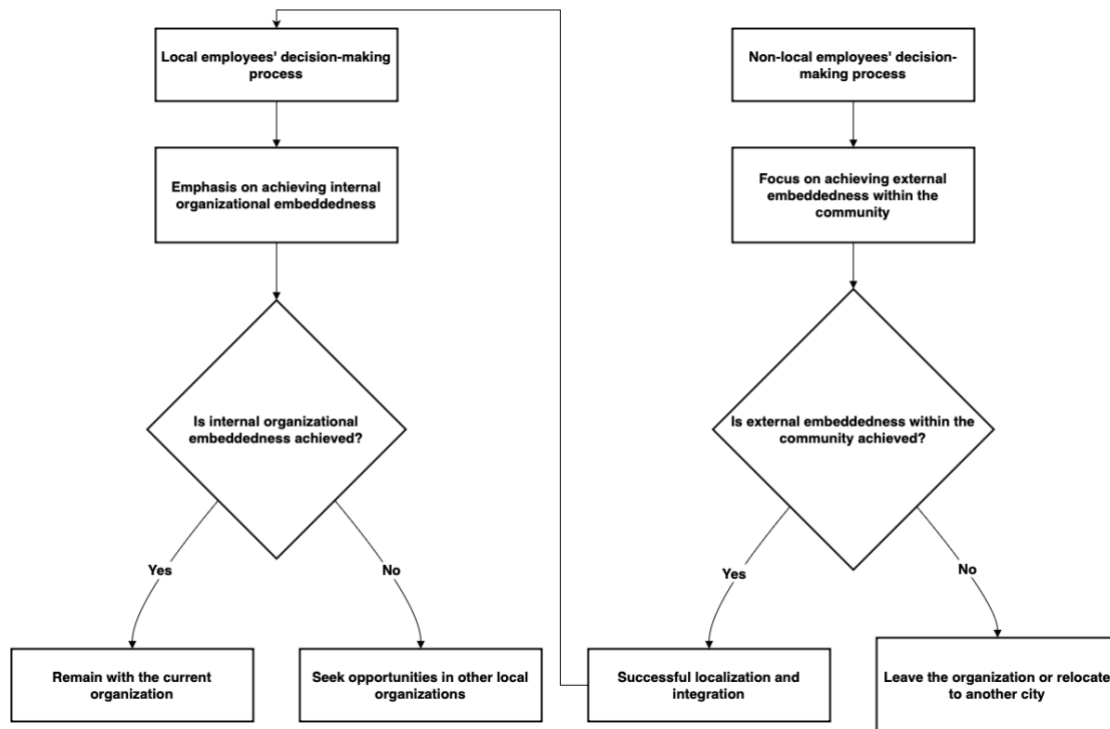 Local employees' decision-making
process
Emphasis on achieving internal
organizational embeddedness
Is internal organizational
embeddedness achieved?
Yes
No
Remain with the current
organization
Seek opportunities in other local
organizations
Non-local employees' decision-
making process
Focus on achieving external
embeddedness within the
community
Is external embeddedness within the
community achieved?
Yes
No
Successful localization and
integration
Leave the organization or relocate
to another city